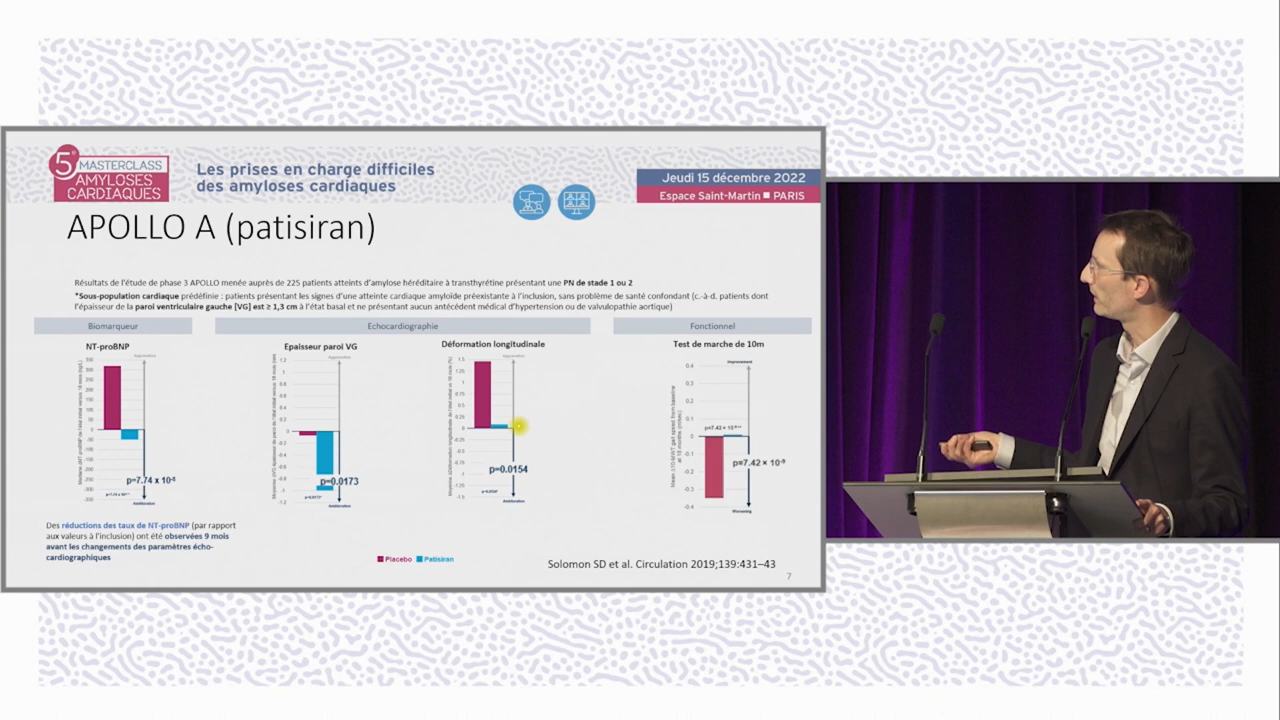 5e MASTERCLASS
AMYLOSES
CARDIAQUES
Les prises en charge difficiles
des amyloses cardiaques
Jeudi 15 décembre 2022
Espace Saint-Martin ■ PARIS
APOLLO A (patisiran)
Résultats de l'étude de phase 3 APOLLO menée auprès de 225 patients atteints d'amylose héréditaire à transthyrétine présentant une PN de stade 1 ou 2
*Sous-population cardiaque prédéfinie : patients présentant les signes d'une atteinte cardiaque amyloïde préexistante à l'inclusion, sans problème de santé confondant (c.-à-d. patients dont
l'épaisseur de la paroi ventriculaire gauche [VG] est ≥ 1,3 cm à l'état basal et ne présentant aucun antécédent médical d'hypertension ou de valvulopathie aortique)
Biomarqueur
Echocardiographie
Fonctionnel
NT-proBNP
Epaisseur paroi VG
Déformation longitudinale
Test de marche de 10m
Improvement
p=7.74 x 10-8
p=0.0173
p=0.0154
p=7.42 × 10-9
Amélioration
Amélioration
Amélioration
Worsening
Des réductions des taux de NT-proBNP (par rapport
aux valeurs à l'inclusion) ont été observées 9 mois
avant les changements des paramètres écho-
cardiographiques
Placebo Patisiran
Solomon SD et al. Circulation 2019;139:431–43
7